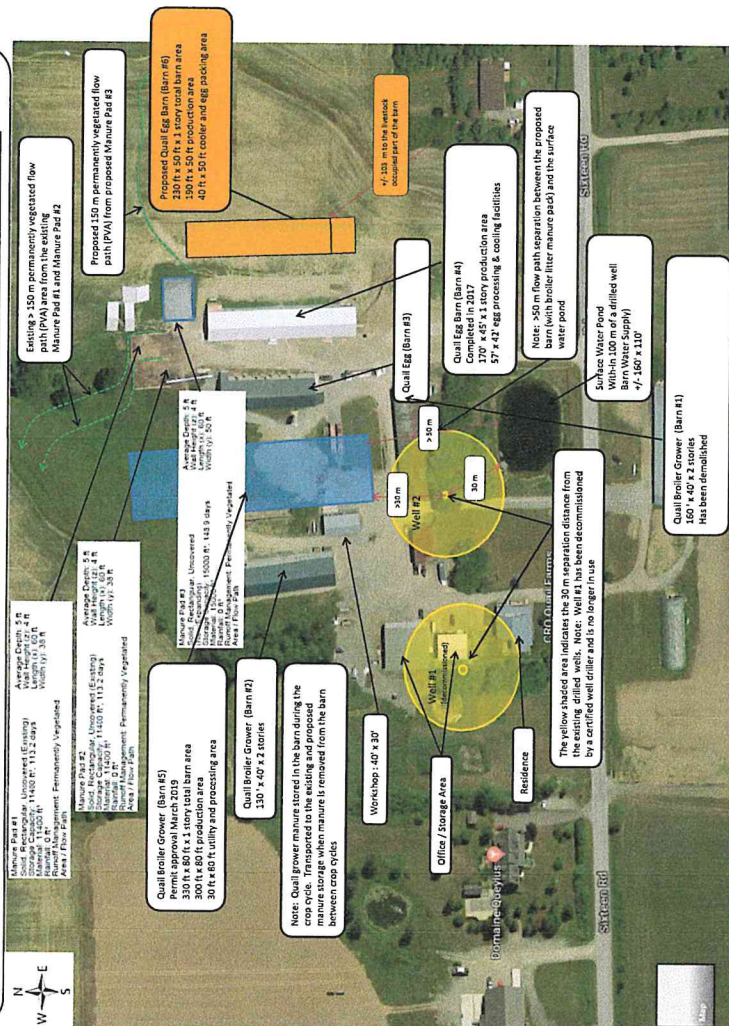 N
W E
S
Manure Pad #1
Solid, Rectangular, Uncovered (Existing)
Storage Capacity: 11400 ft³, 113.2 days
Material: 11400 ft³
Rainfall: 0 ft³
Runoff Management: Permanently Vegetated
Area / Flow Path
Average Depth: 5 ft
Wall Height (z): 4 ft
Length (x): 60 ft
Width (y): 38 ft
Manure Pad #2
Solid, Rectangular, Uncovered (Existing)
Storage Capacity: 11400 ft³, 113.2 days
Material: 11400 ft³
Rainfall: 0 ft³
Runoff Management: Permanently Vegetated
Area / Flow Path
Average Depth: 5 ft
Wall Height (z): 4 ft
Length (x): 60 ft
Width (y): 38 ft
Manure Pad #3
Solid, Rectangular, Uncovered
Expanding)
Storage Capacity: 15000 ft³, 148.9 days
Rainfall: 0 ft³
Runoff Management: Permanently Vegetated
Area / Flow Path
Average Depth: 5 ft
Wall Height (z): 4 ft
Length (x): 60 ft
Width (y): 50 ft
Existing > 150 m permanently vegetated flow
path (PVA) area from the existing
Manure Pad #1 and Manure Pad #2
Proposed 150 m permanently vegetated flow
path (PVA) from proposed Manure Pad #3
Proposed Quail Egg Barn (Barn #6)
230 ft x 50 ft x 1 story total barn area
190 ft x 50 ft production area
40 ft x 50 ft cooler and egg packing area
+/- 103 m to the livestock
occupied part of the barn
Quail Broiler Grower (Barn #5)
Permit approval March 2019
330 ft x 80 ft x 1 story total barn area
300 ft x 80 ft production area
30 ft x 80 ft utility and processing area
Quail Broiler Grower (Barn #2)
130' x 40' x 2 stories
Note: Quail grower manure stored in the barn during the
crop cycle. Transported to the existing and proposed
manure storage when manure is removed from the barn
between crop cycles
Workshop : 40' x 30'
Quail Egg (Barn #3)
Quail Egg Barn (Barn #4)
Completed in 2017
170' x 45' x 1 story production area
57' x 42' egg processing & cooling facilities
Note: >50 m flow path separation between the proposed
barn (with broiler litter manure pack) and the surface
water pond
>30 m
>50 m
30 m
Well #2
Well #1
(decommissioned)
Office / Storage Area
Residence
Surface Water Pond
With-In 100 m of a drilled well
Barn Water Supply)
+/- 160' x 110'
The yellow shaded area indicates the 30 m separation distance from
the existing drilled wells. Note: Well #1 has been decommissioned
by a certified well driller and is no longer in use
Quail Broiler Grower (Barn #1)
160' x 40' x 2 stories
Has been demolished
Domaine Queylus
Sixteen Rd
Sixteen Rd
Map